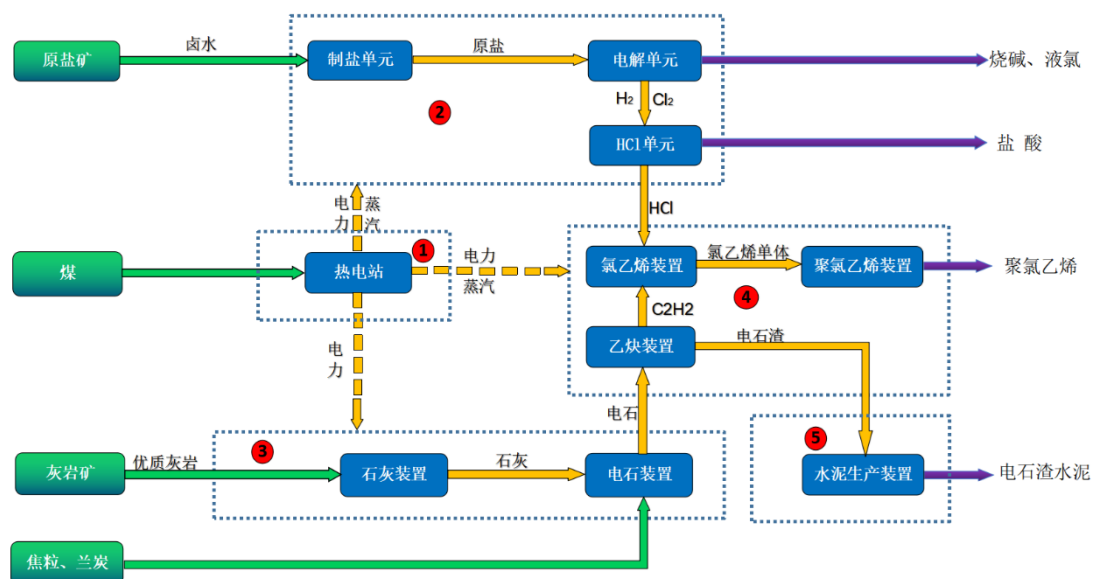 原盐矿
卤水
制盐单元
原盐
电解单元
烧碱、液氯
H₂
Cl₂
2
HCl单元
盐 酸
电力
蒸汽
HCl
1
煤
热电站
电力
蒸汽
氯乙烯装置
氯乙烯单体
聚氯乙烯装置
聚氯乙烯
4
C2H2
乙炔装置
电石渣
电力
电石
3
5
灰岩矿
优质灰岩
石灰装置
石灰
电石装置
水泥生产装置
电石渣水泥
焦粒、兰炭